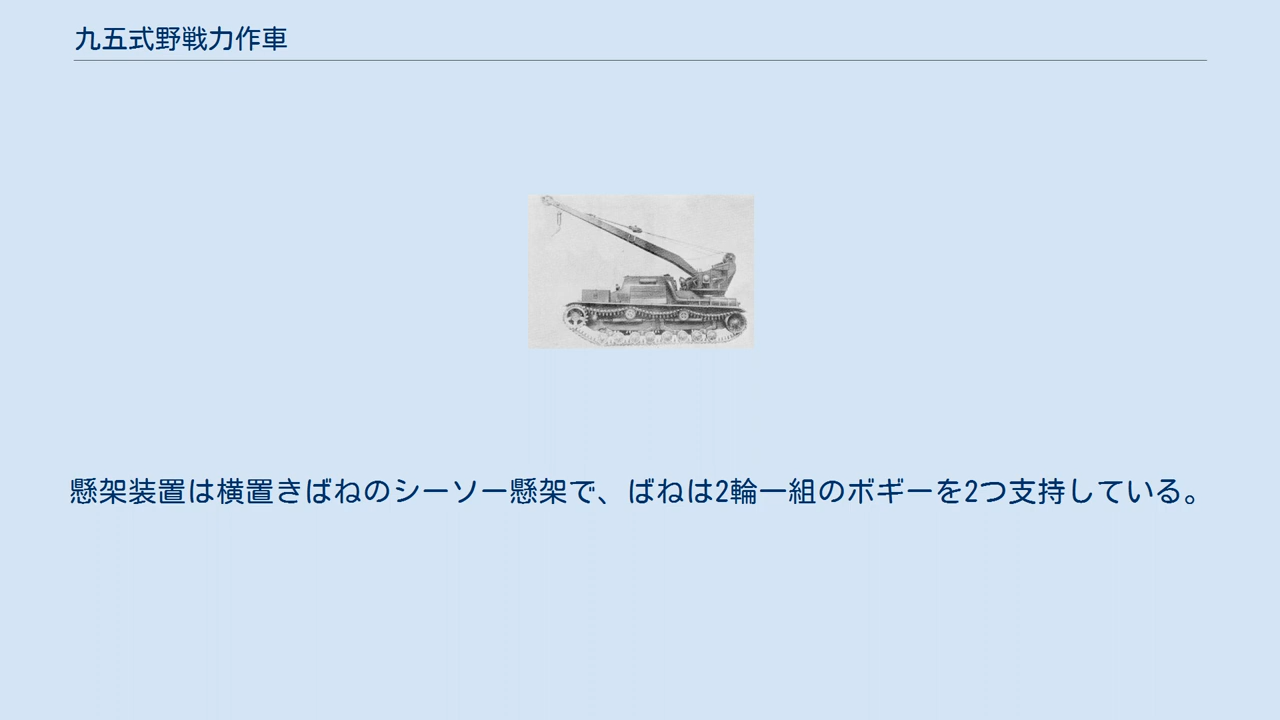 九五式野戦力作車
懸架装置は横置きばねのシーソー懸架で、ばねは2輪一組のボギーを2つ支持している。